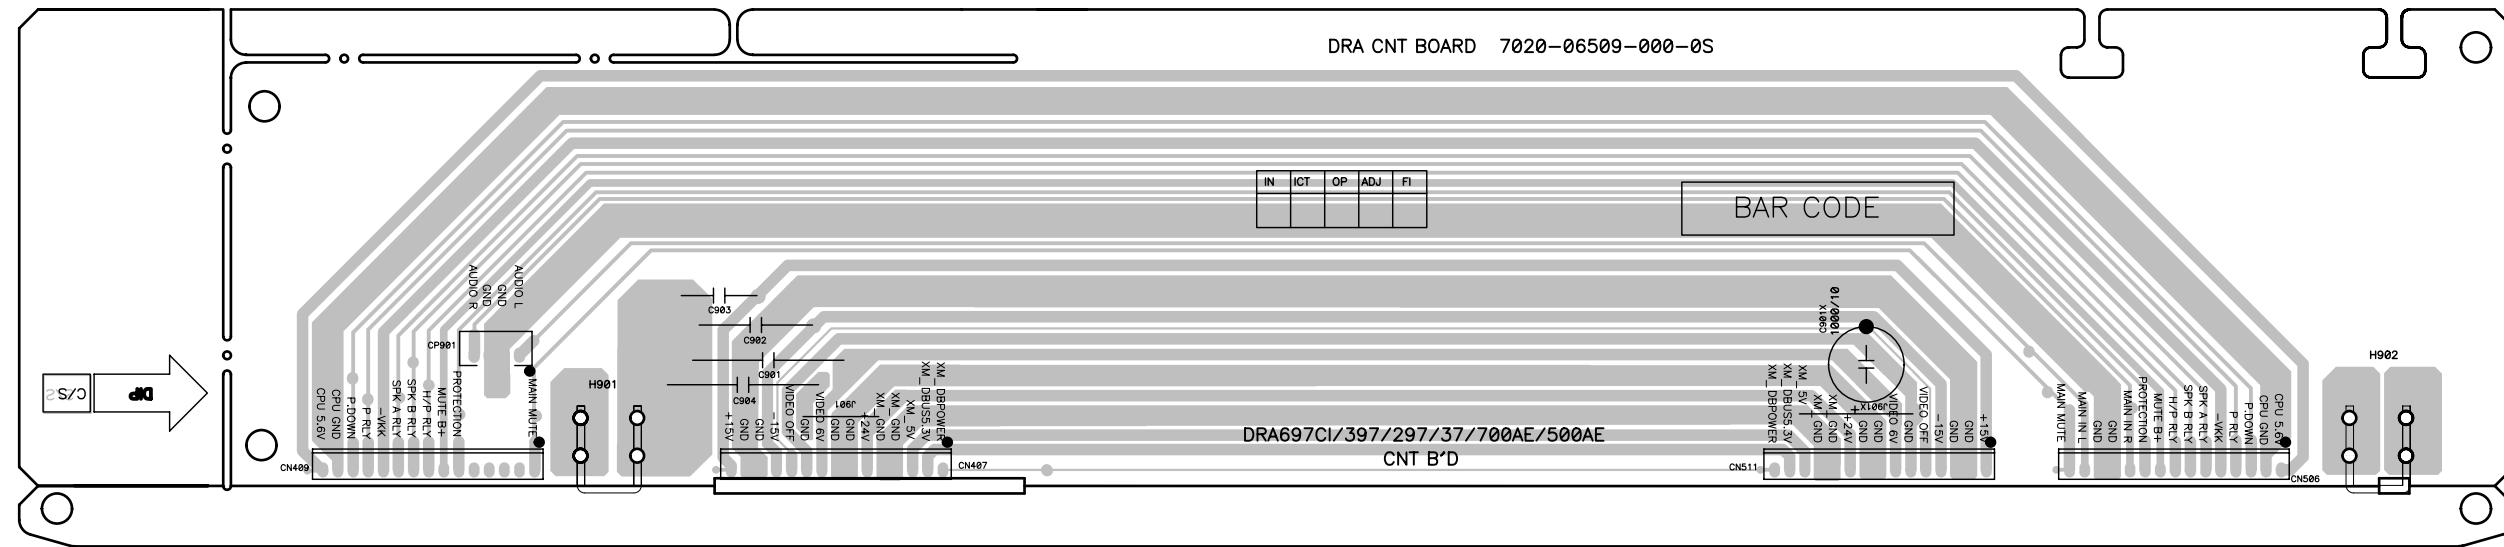 DRA CNT BOARD 7020-06509-000-0S
IN ICT OP ADJ FI
BAR CODE
C/S
DIP
AUDIO R
GND
GND
AUDIO L
CP901
CPU 5.6V
CPU GND
P.DOWN
P RLY
-VKK
SPK A RLY
SPK B RLY
H/P RLY
MUTE B+
PROTECTION
MAIN MUTE
CN409
H901
C903
C902
C901
C904
+15V
GND
GND
-15V
VIDEO OFF
GND
VIDEO 6V
GND
GND
J901
+24V
XM_GND
XM_GND
XM_5V
XM_DBUS5.3V
XM_DBPOWER
CN407
DRA697CI/397/297/37/700AE/500AE
CNT B'D
C901X
1000/10
XM_DBPOWER
XM_DBUS5.3V
XM_5V
XM_GND
XM_GND
+24V
J901X
+
GND
GND
VIDEO 6V
GND
VIDEO OFF
-15V
GND
GND
+15V
CN511
MAIN MUTE
MAIN IN L
GND
GND
MAIN IN R
PROTECTION
MUTE B+
H/P RLY
SPK B RLY
SPK A RLY
-VKK
P RLY
P.DOWN
CPU GND
CPU 5.6V
CN506
H902